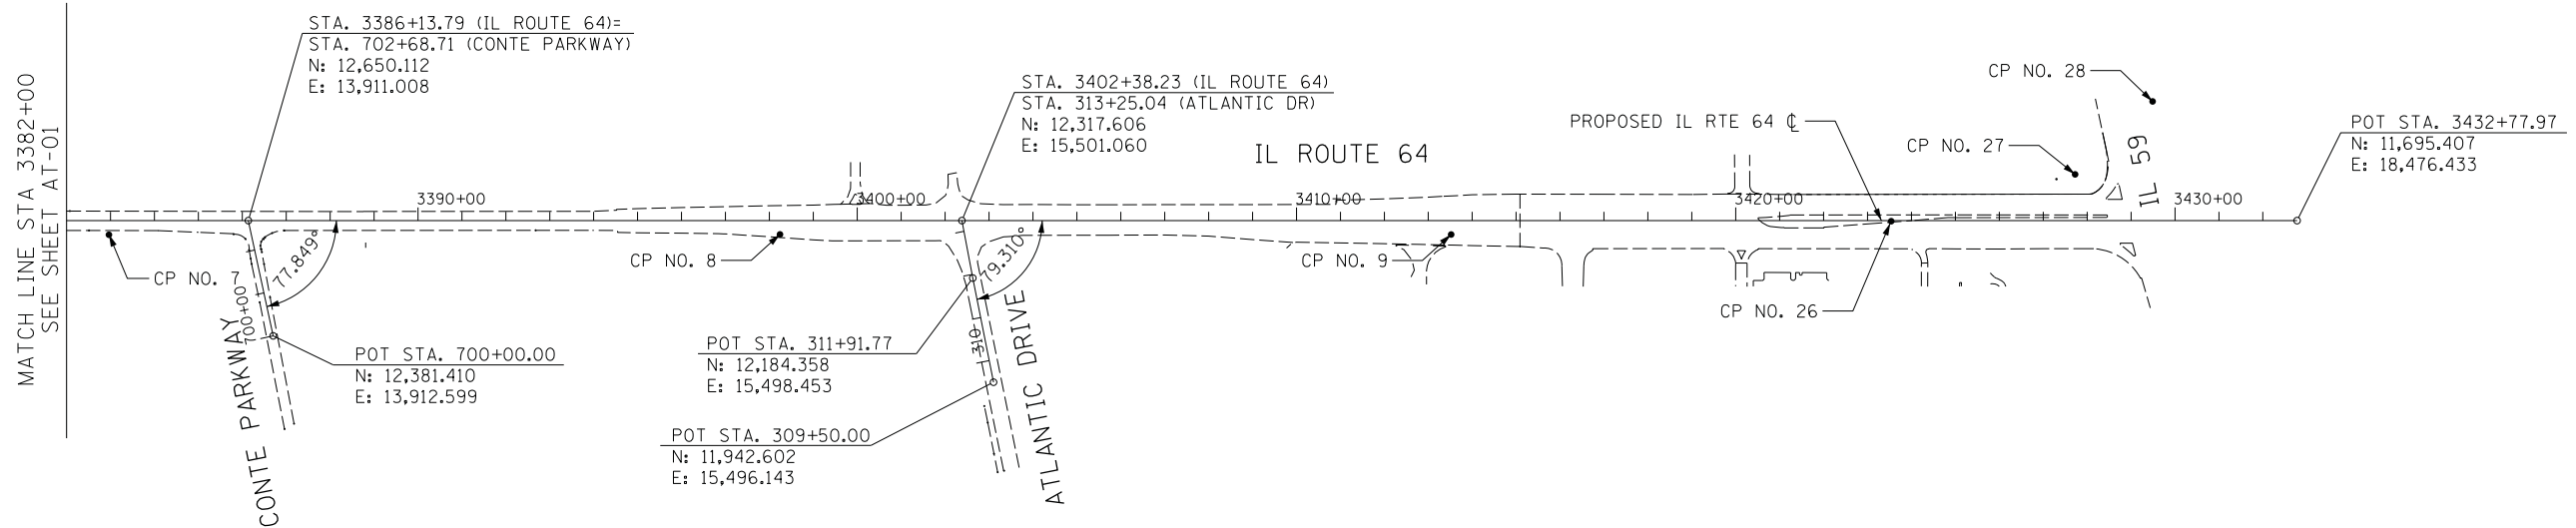 MATCH LINE STA 3382+00
SEE SHEET AT-01
STA. 3386+13.79 (IL ROUTE 64)=
STA. 702+68.71 (CONTE PARKWAY)
N: 12,650.112
E: 13,911.008
STA. 3402+38.23 (IL ROUTE 64)
STA. 313+25.04 (ATLANTIC DR)
N: 12,317.606
E: 15,501.060
IL ROUTE 64
PROPOSED IL RTE 64 ℄
CP NO. 28
CP NO. 27
IL 59
POT STA. 3432+77.97
N: 11,695.407
E: 18,476.433
3390+00
3400+00
3410+00
3420+00
3430+00
CP NO. 7
77.849°
CP NO. 8
79.310°
CP NO. 9
CP NO. 26
700+00
CONTE PARKWAY
POT STA. 700+00.00
N: 12,381.410
E: 13,912.599
POT STA. 311+91.77
N: 12,184.358
E: 15,498.453
310
ATLANTIC DRIVE
POT STA. 309+50.00
N: 11,942.602
E: 15,496.143